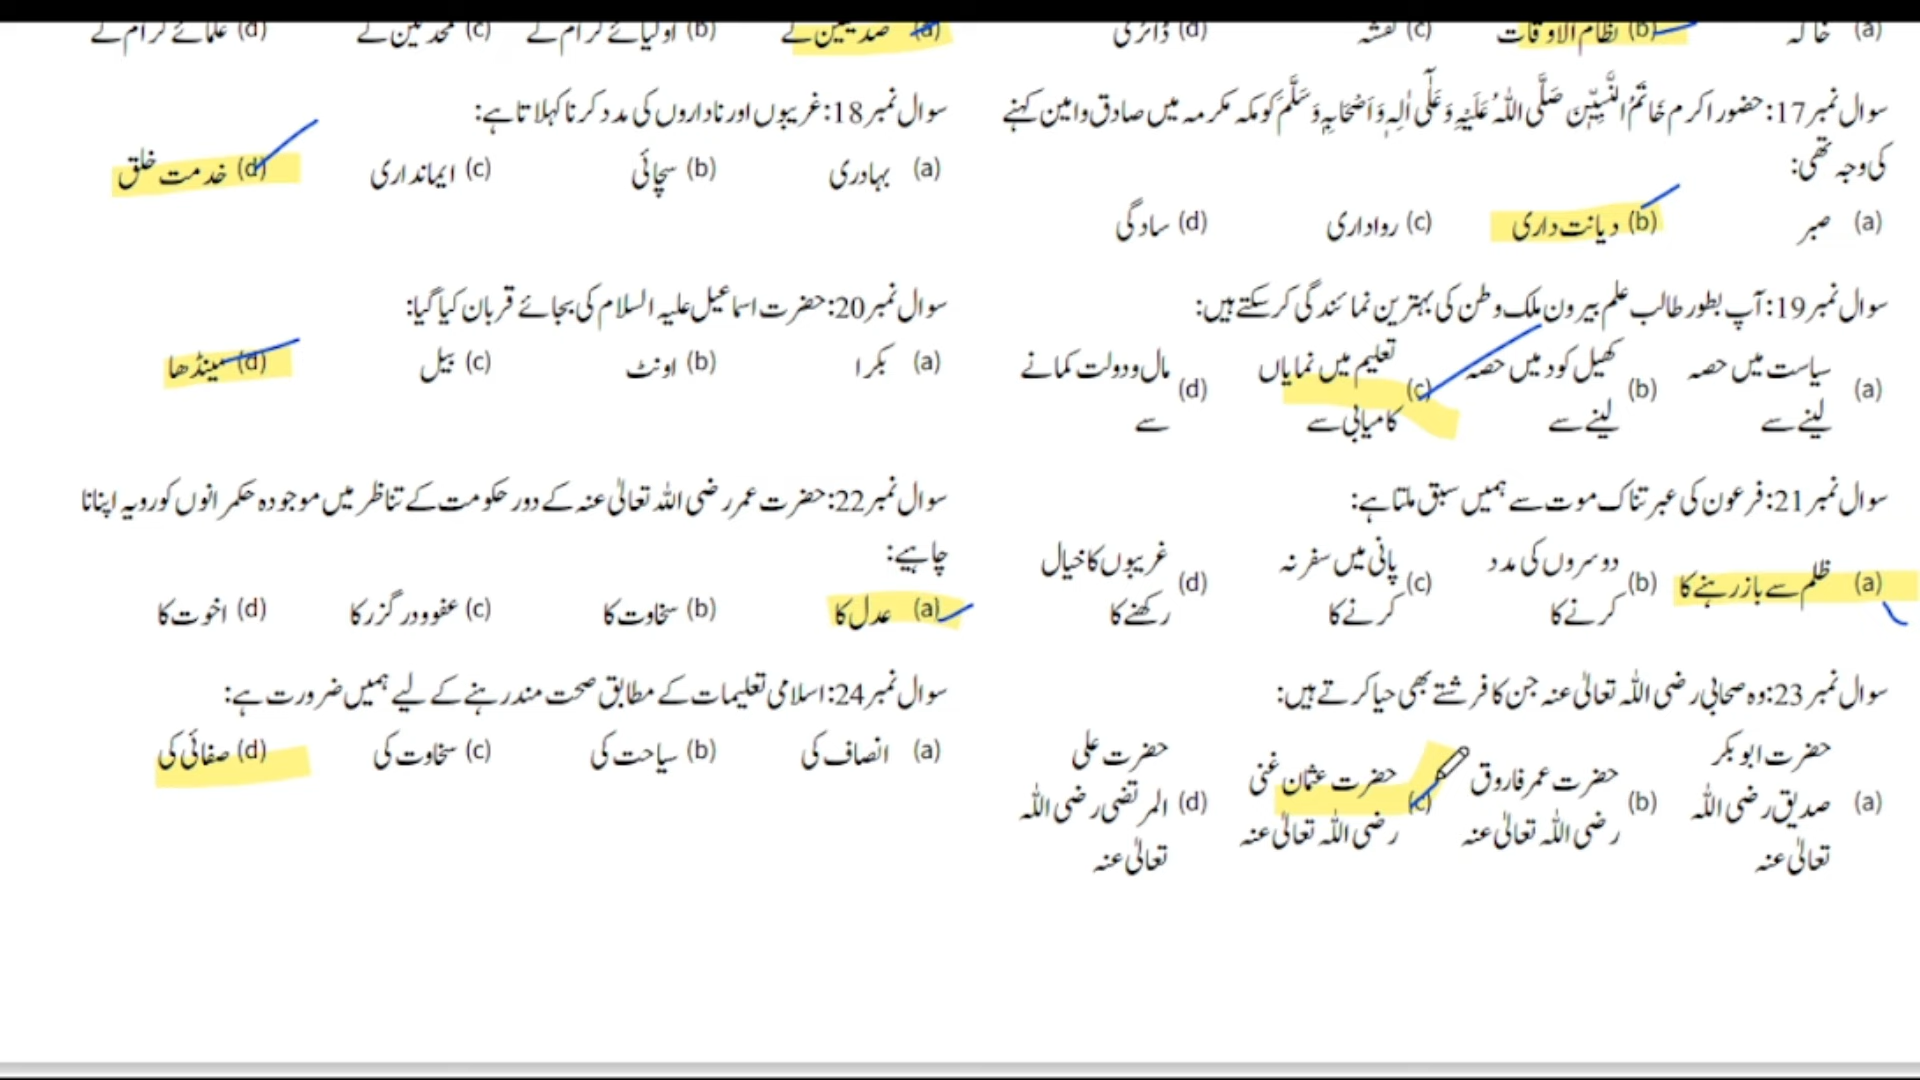 (a) خاکہ (b) نظام الاوقات (c) نقشہ (d) ڈائری
(a) صدیقین نے (b) اولیائے کرام نے (c) محدثین نے (d) علمائے کرام نے
سوال نمبر 17: حضور اکرم خَاتَمُ النَّبِیّٖنَ صَلَّی اللّٰہُ عَلَیْہِ وَعَلٰٓی اٰلِہٖ وَاَصْحَابِہٖ وَسَلَّمَ کو مکہ مکرمہ میں صادق و امین کہنے
کی وجہ تھی:
(a) صبر (b) دیانت داری (c) رواداری (d) سادگی
سوال نمبر 18: غریبوں اور ناداروں کی مدد کرنا کہلاتا ہے:
(a) بہادری (b) سچائی (c) ایمانداری (d) خدمت خلق
سوال نمبر 19: آپ بطور طالب علم بیرون ملک وطن کی بہترین نمائندگی کر سکتے ہیں:
(a) سیاست میں حصہ لینے سے (b) کھیل کود میں حصہ لینے سے (c) تعلیم میں نمایاں کامیابی سے (d) مال و دولت کمانے سے
سوال نمبر 20: حضرت اسماعیل علیہ السلام کی بجائے قربان کیا گیا:
(a) بکرا (b) اونٹ (c) بیل (d) مینڈھا
سوال نمبر 21: فرعون کی عبرتناک موت سے ہمیں سبق ملتا ہے:
(a) ظلم سے باز رہنے کا (b) دوسروں کی مدد کرنے کا (c) پانی میں سفر نہ کرنے کا (d) غریبوں کا خیال رکھنے کا
سوال نمبر 22: حضرت عمر رضی اللہ تعالیٰ عنہ کے دور حکومت کے تناظر میں موجودہ حکمرانوں کو رویہ اپنانا
چاہیے:
(a) عدل کا (b) سخاوت کا (c) عفو و درگزر کا (d) اخوت کا
سوال نمبر 23: وہ صحابی رضی اللہ تعالیٰ عنہ جن کا فرشتے بھی حیا کرتے ہیں:
(a) حضرت ابو بکر صدیق رضی اللہ تعالیٰ عنہ (b) حضرت عمر فاروق رضی اللہ تعالیٰ عنہ (c) حضرت عثمان غنی رضی اللہ تعالیٰ عنہ (d) حضرت علی المرتضی رضی اللہ تعالیٰ عنہ
سوال نمبر 24: اسلامی تعلیمات کے مطابق صحت مند رہنے کے لیے ہمیں ضرورت ہے:
(a) انصاف کی (b) سیاحت کی (c) سخاوت کی (d) صفائی کی